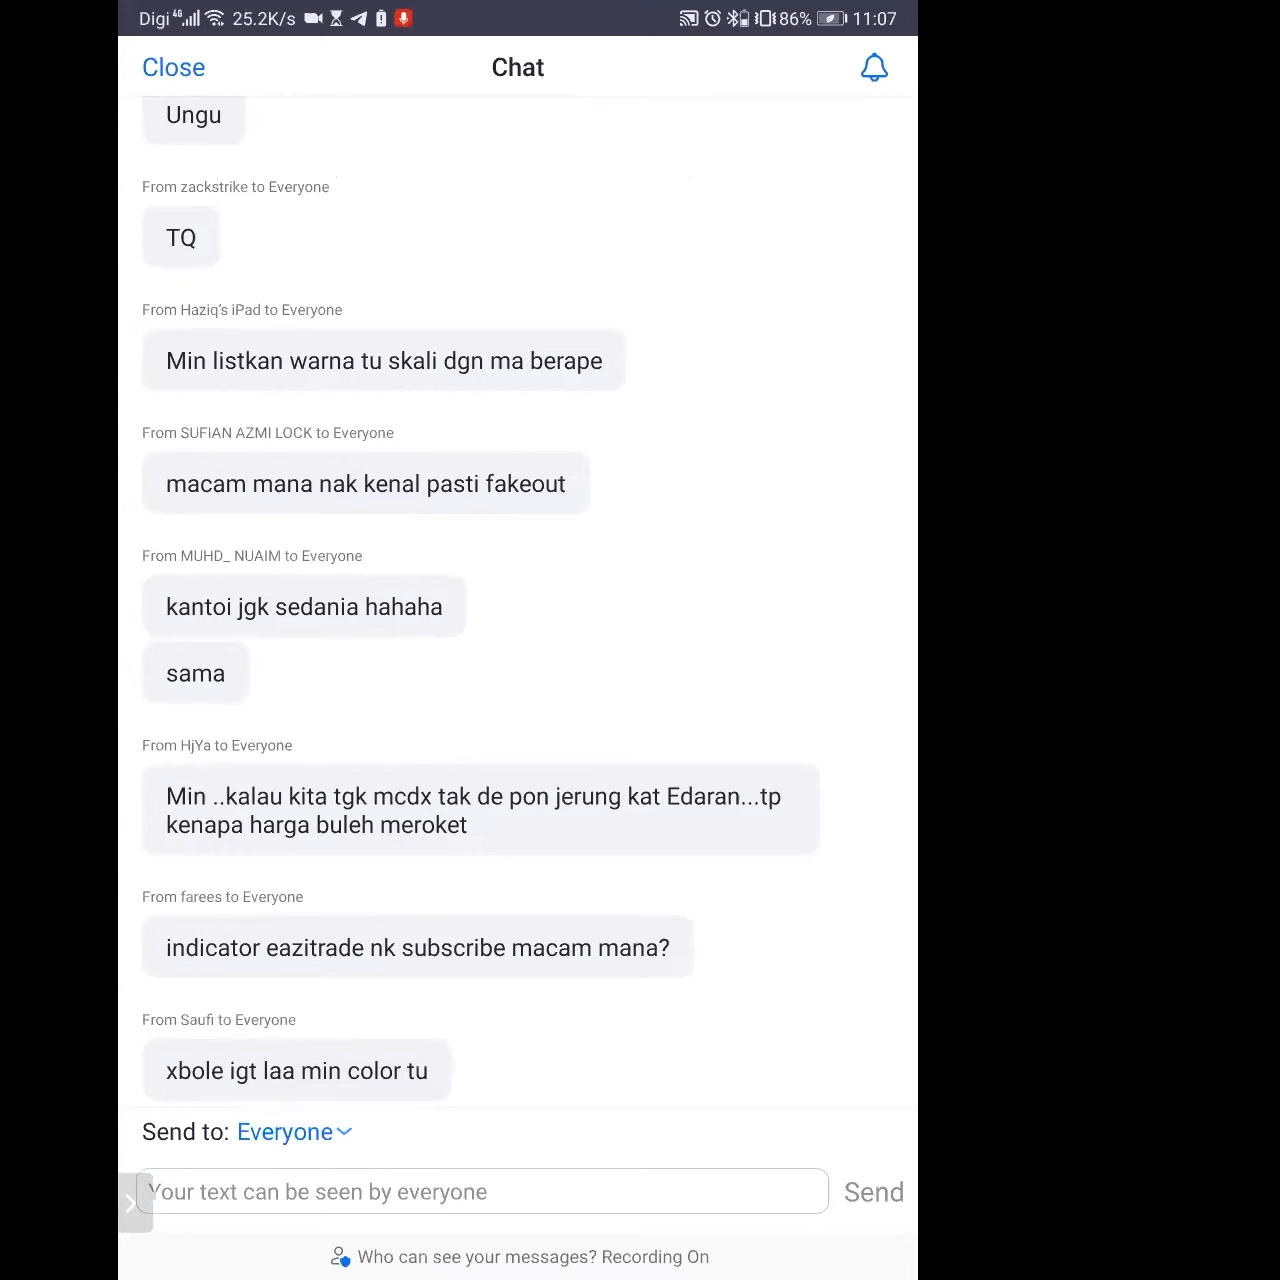 Digi 4G 25.2K/s 86% 11:07
Close Chat
Ungu
From zackstrike to Everyone
TQ
From Haziq's iPad to Everyone
Min listkan warna tu skali dgn ma berape
From SUFIAN AZMI LOCK to Everyone
macam mana nak kenal pasti fakeout
From MUHD_ NUAIM to Everyone
kantoi jgk sedania hahaha
sama
From HjYa to Everyone
Min ..kalau kita tgk mcdx tak de pon jerung kat Edaran...tp
kenapa harga buleh meroket
From farees to Everyone
indicator eazitrade nk subscribe macam mana?
From Saufi to Everyone
xbole igt laa min color tu
Send to: Everyone
Your text can be seen by everyone Send
Who can see your messages? Recording On